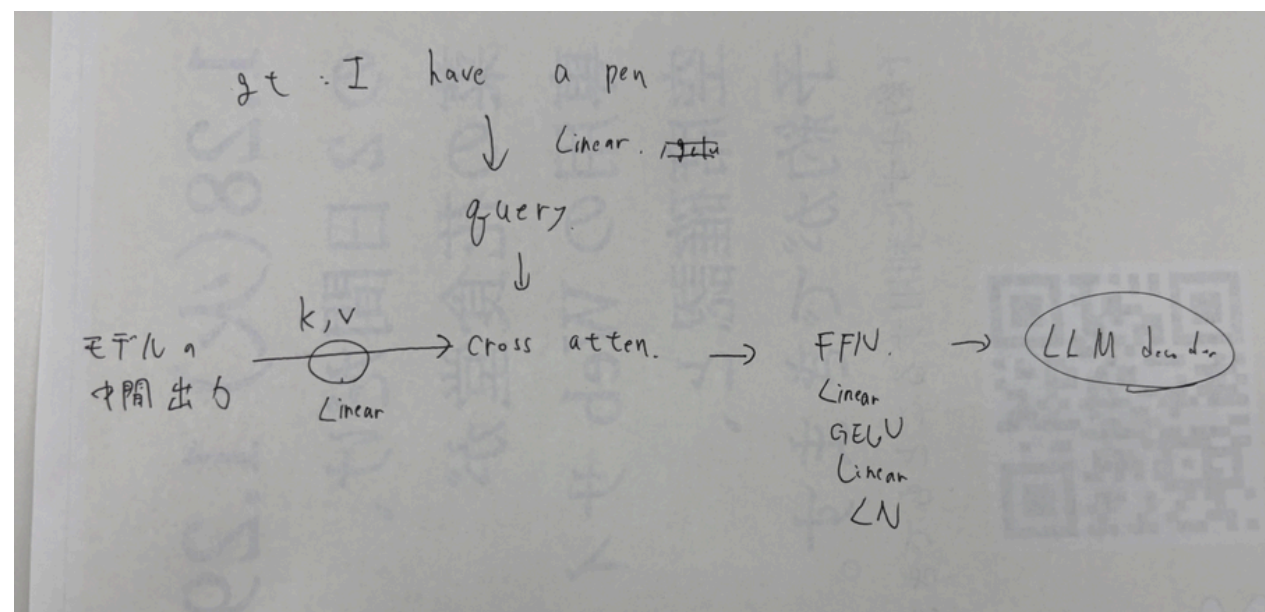 gt : I have a pen
Linear.
query.
k, v
モデルの
中間出力
Linear
cross atten.
FFN.
Linear
GELU
Linear
LN
LLM decoder